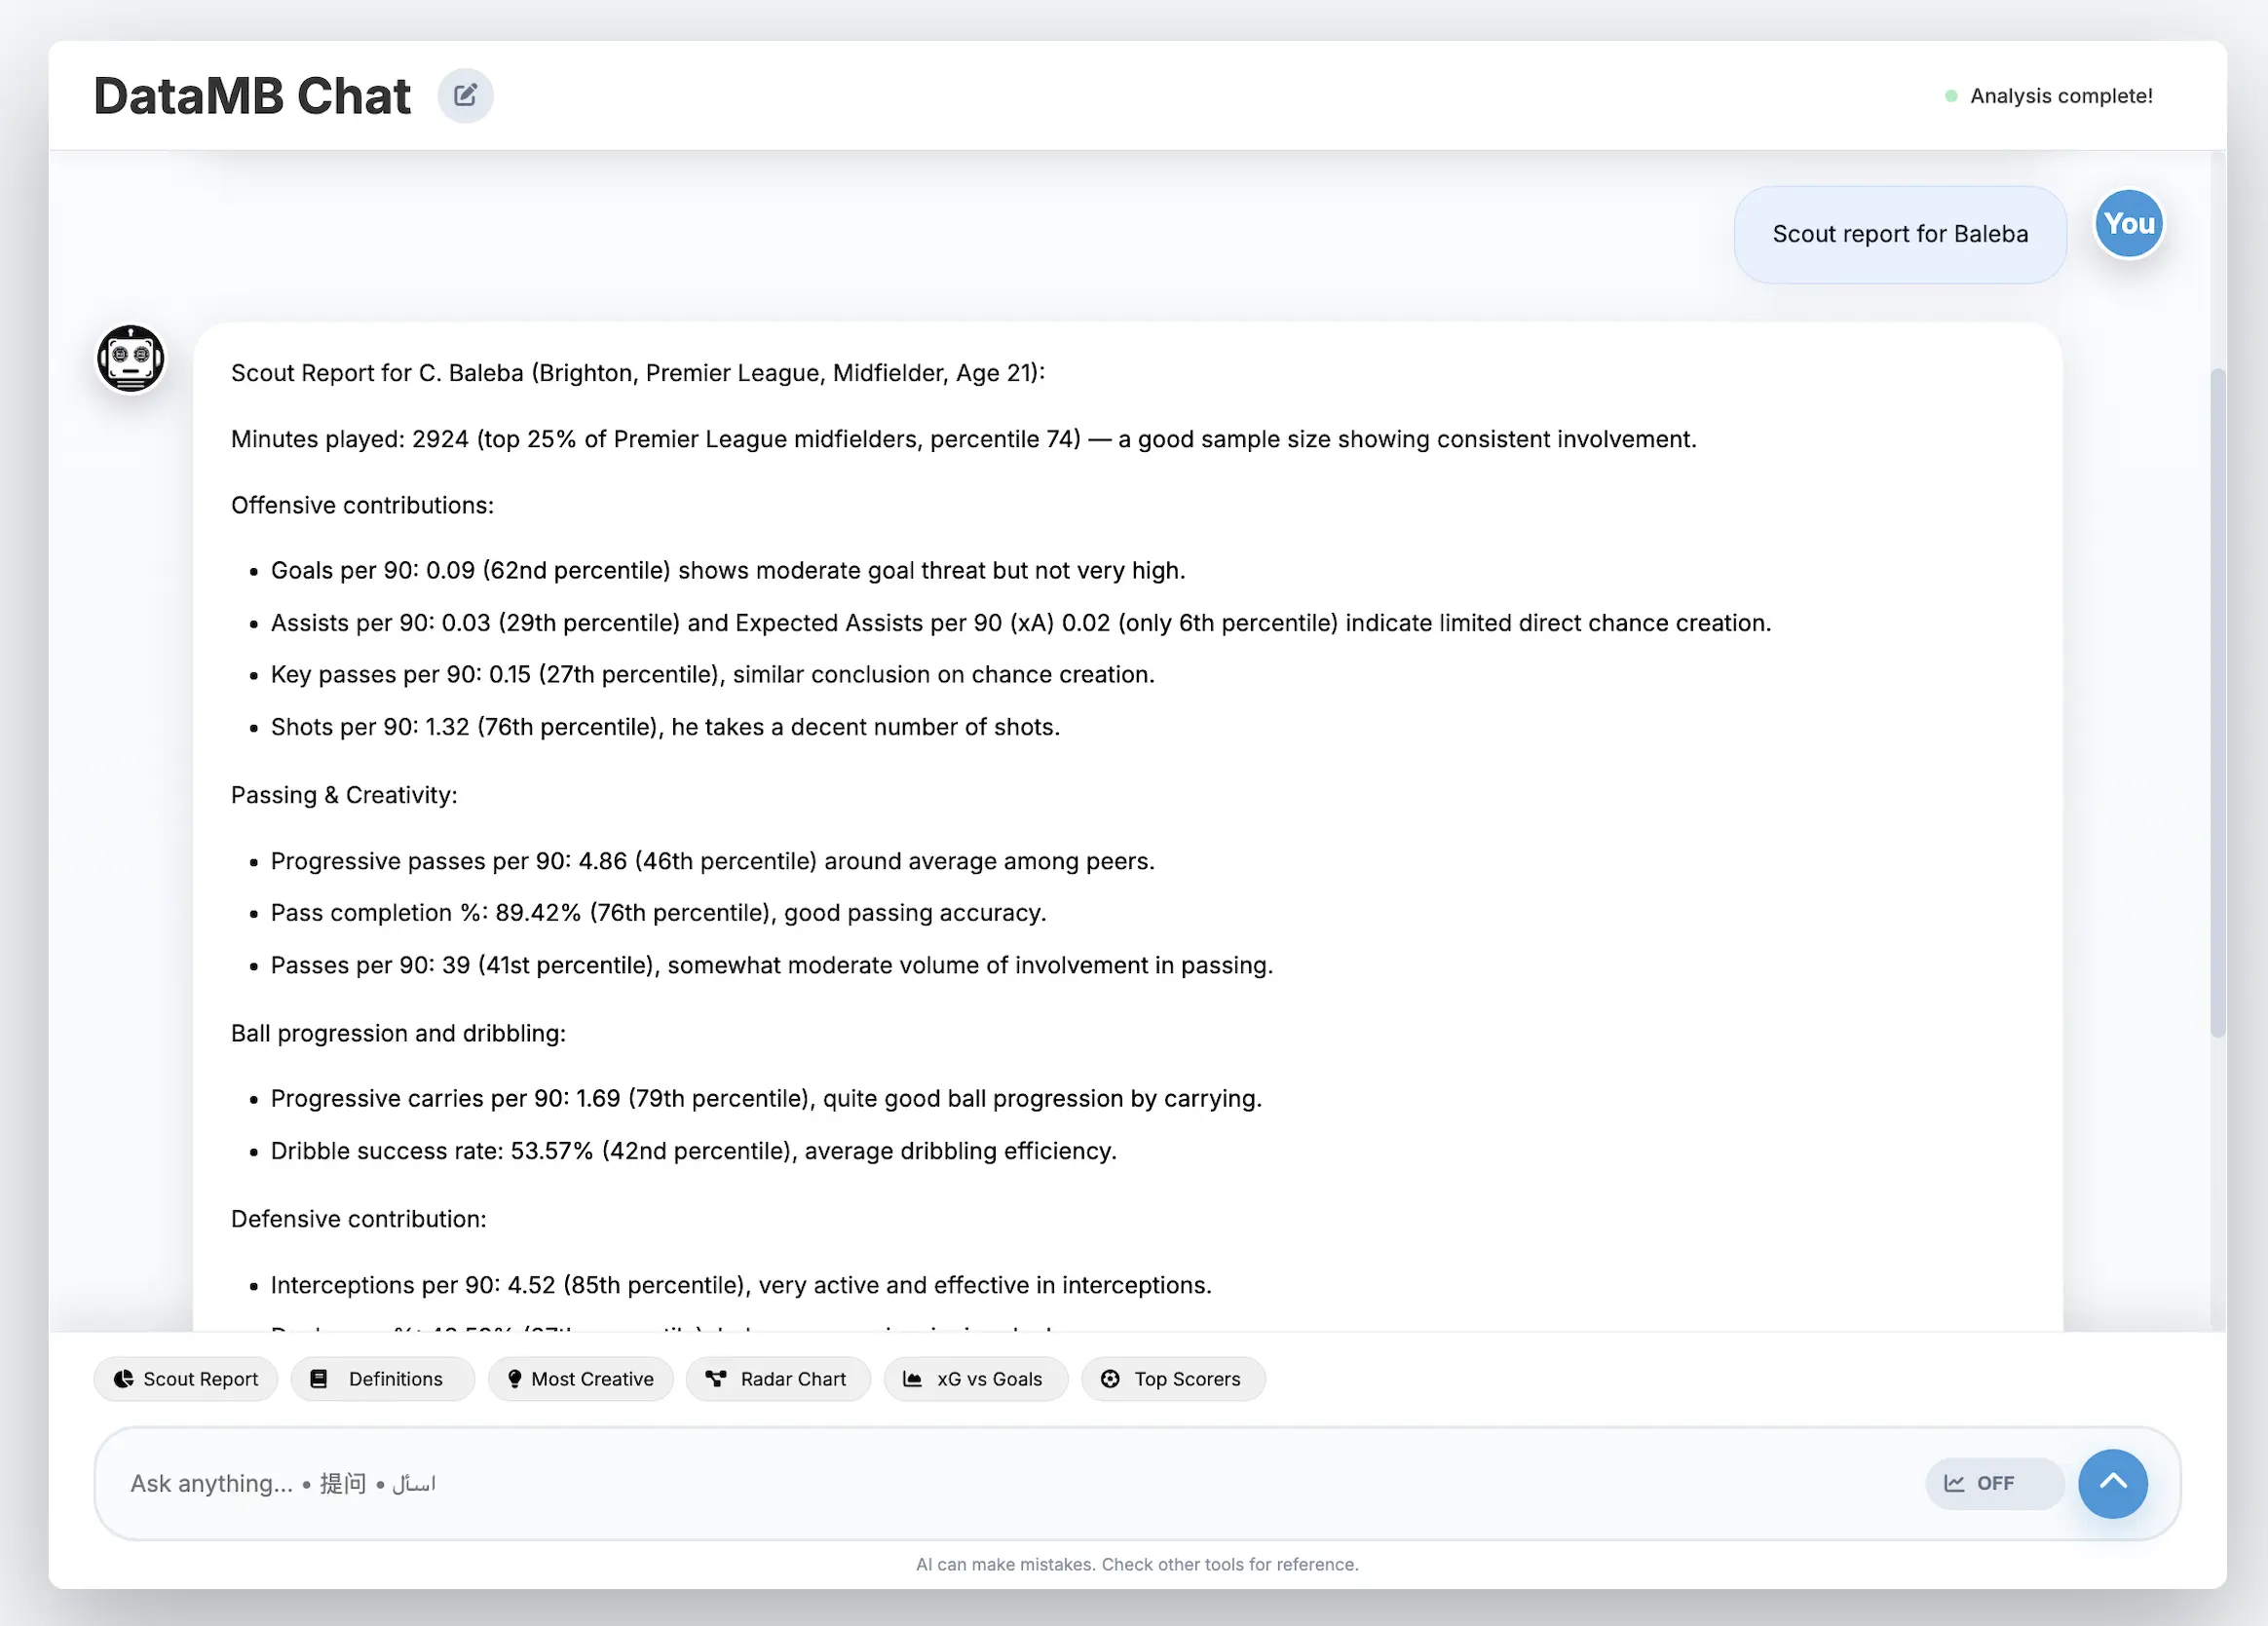 DataMB Chat
Analysis complete!
Scout report for Baleba
You
Scout Report for C. Baleba (Brighton, Premier League, Midfielder, Age 21):
Minutes played: 2924 (top 25% of Premier League midfielders, percentile 74) — a good sample size showing consistent involvement.
Offensive contributions:
• Goals per 90: 0.09 (62nd percentile) shows moderate goal threat but not very high.
• Assists per 90: 0.03 (29th percentile) and Expected Assists per 90 (xA) 0.02 (only 6th percentile) indicate limited direct chance creation.
• Key passes per 90: 0.15 (27th percentile), similar conclusion on chance creation.
• Shots per 90: 1.32 (76th percentile), he takes a decent number of shots.
Passing & Creativity:
• Progressive passes per 90: 4.86 (46th percentile) around average among peers.
• Pass completion %: 89.42% (76th percentile), good passing accuracy.
• Passes per 90: 39 (41st percentile), somewhat moderate volume of involvement in passing.
Ball progression and dribbling:
• Progressive carries per 90: 1.69 (79th percentile), quite good ball progression by carrying.
• Dribble success rate: 53.57% (42nd percentile), average dribbling efficiency.
Defensive contribution:
• Interceptions per 90: 4.52 (85th percentile), very active and effective in interceptions.
Scout Report
Definitions
Most Creative
Radar Chart
xG vs Goals
Top Scorers
Ask anything... • 提问 • اسأل
OFF
AI can make mistakes. Check other tools for reference.